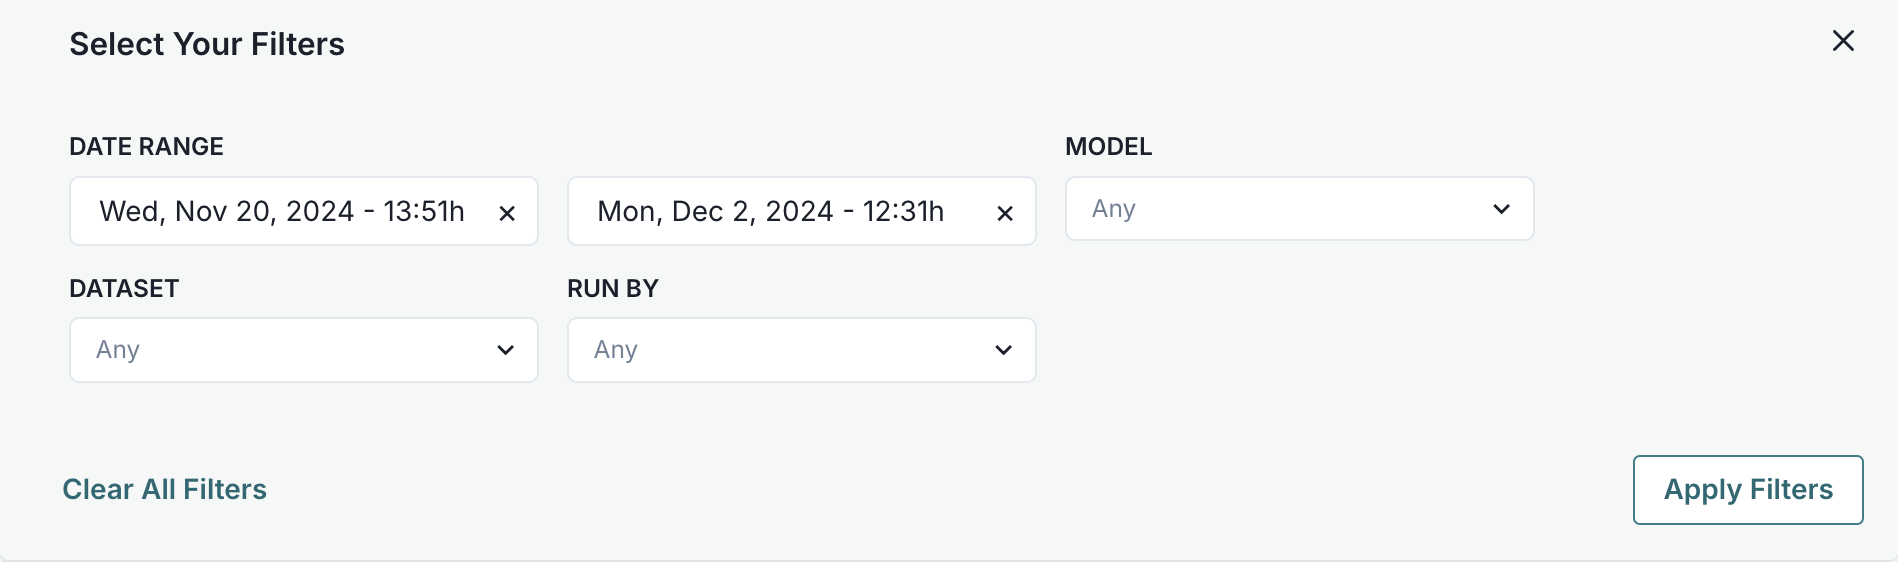 Select Your Filters
DATE RANGE
Wed, Nov 20, 2024 - 13:51h
Mon, Dec 2, 2024 - 12:31h
MODEL
Any
DATASET
Any
RUN BY
Any
Clear All Filters
Apply Filters